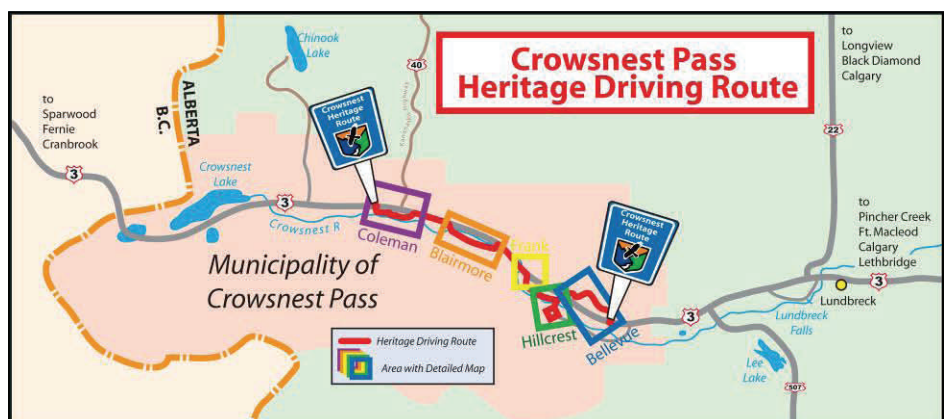 Crowsnest Pass
Heritage Driving Route
to
Longview
Black Diamond
Calgary
Chinook
Lake
40
22
to
Sparwood
Fernie
Cranbrook
ALBERTA
B.C.
3
Crowsnest
Heritage
Route
Crowsnest
Lake
3
Crowsnest R
Coleman
Blairmore
Frank
Crowsnest
Heritage
Route
to
Pincher Creek
Ft. Macleod
Calgary
Lethbridge
3
Lundbreck
Lundbreck
Falls
Municipality of
Crowsnest Pass
Hillcrest
Bellevue
3
Lee
Lake
507
Heritage Driving Route
Area with Detailed Map